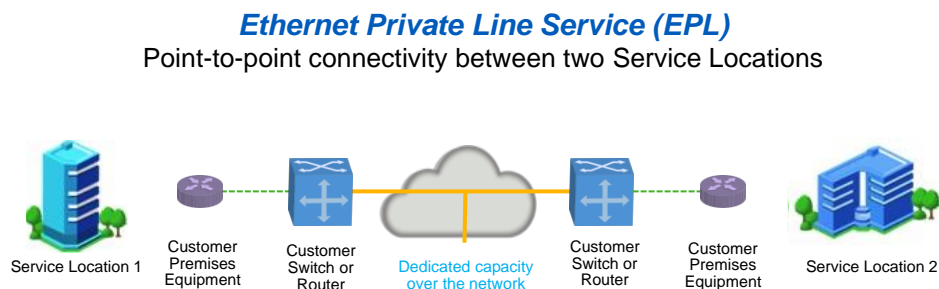 Ethernet Private Line Service (EPL)
Point-to-point connectivity between two Service Locations
Service Location 1
Customer
Premises
Equipment
Customer
Switch or
Router
Dedicated capacity
over the network
Customer
Switch or
Router
Customer
Premises
Equipment
Service Location 2